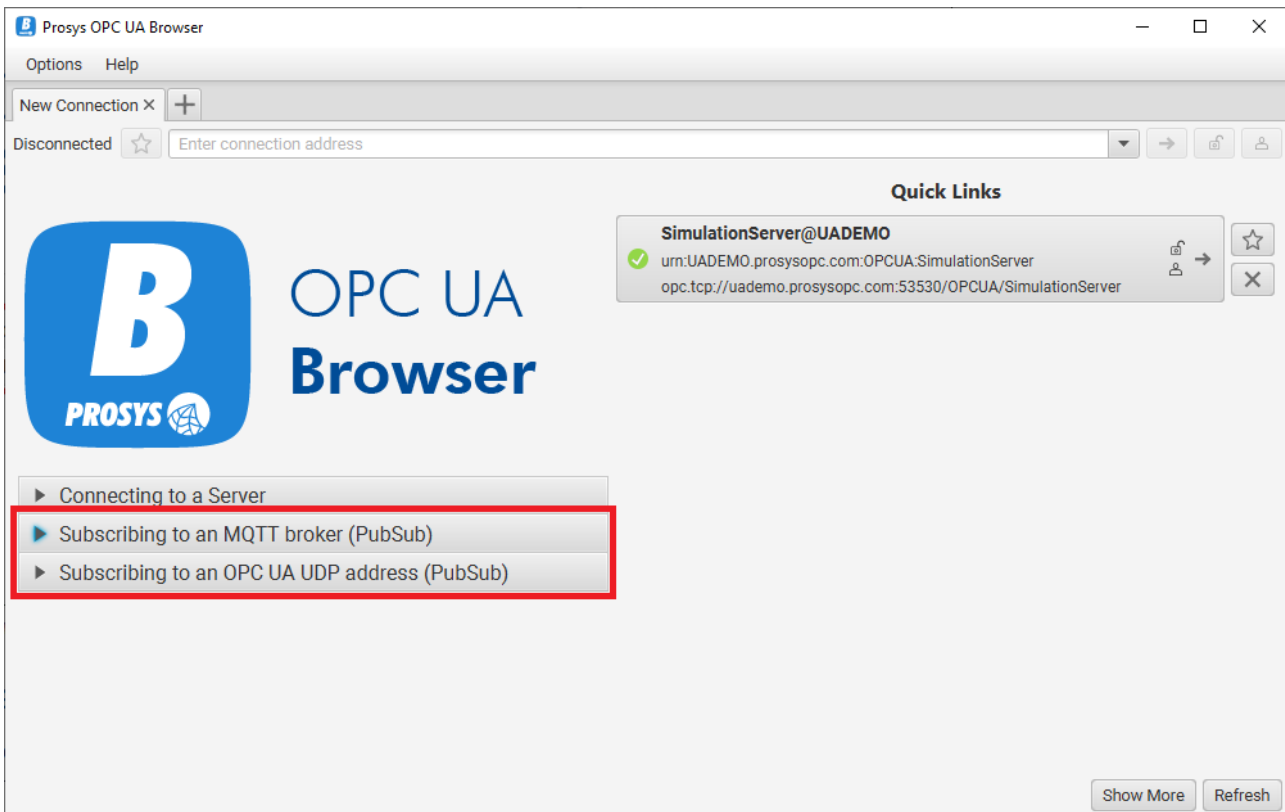 Prosys OPC UA Browser
Options Help
New Connection
Disconnected Enter connection address
Quick Links
SimulationServer@UADEMO
urn:UADEMO.prosysopc.com:OPCUA:SimulationServer
opc.tcp://uademo.prosysopc.com:53530/OPCUA/SimulationServer
B
PROSYS
OPC UA
Browser
Connecting to a Server
Subscribing to an MQTT broker (PubSub)
Subscribing to an OPC UA UDP address (PubSub)
Show More Refresh